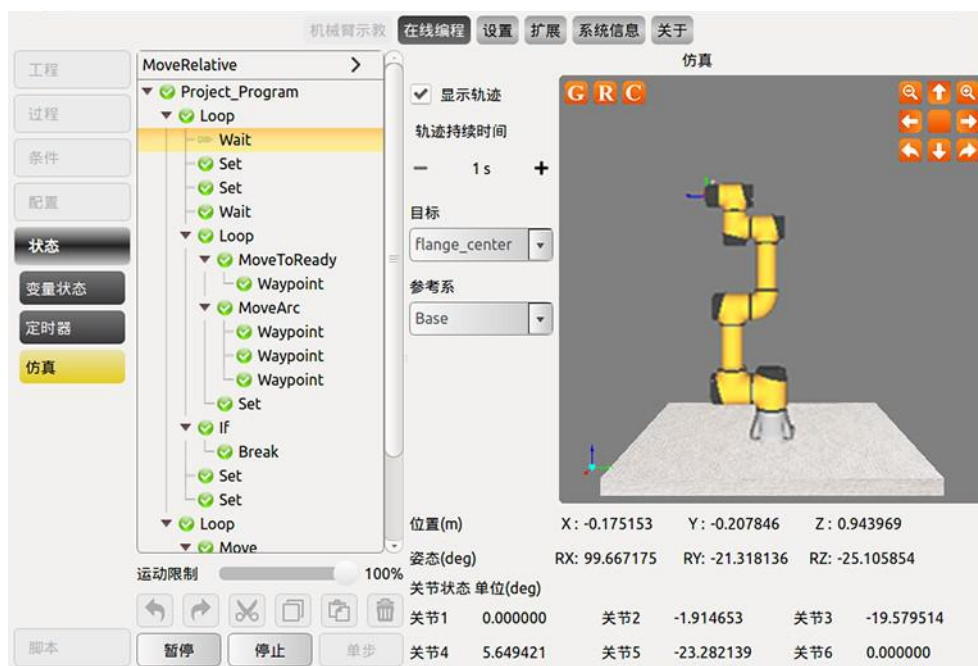 机械臂示教 在线编程 设置 扩展 系统信息 关于
工程
过程
条件
配置
状态
变量状态
定时器
仿真
脚本
MoveRelative
Project_Program
Loop
Wait
Set
Set
Wait
Loop
MoveToReady
Waypoint
MoveArc
Waypoint
Waypoint
Waypoint
Set
If
Break
Set
Set
Loop
Move
运动限制 100%
暂停 停止 单步
显示轨迹
轨迹持续时间
− 1 s +
目标
flange_center
参考系
Base
仿真
G R C
位置(m) X : -0.175153 Y : -0.207846 Z : 0.943969
姿态(deg) RX: 99.667175 RY: -21.318136 RZ: -25.105854
关节状态 单位(deg)
关节1 0.000000 关节2 -1.914653 关节3 -19.579514
关节4 5.649421 关节5 -23.282139 关节6 0.000000